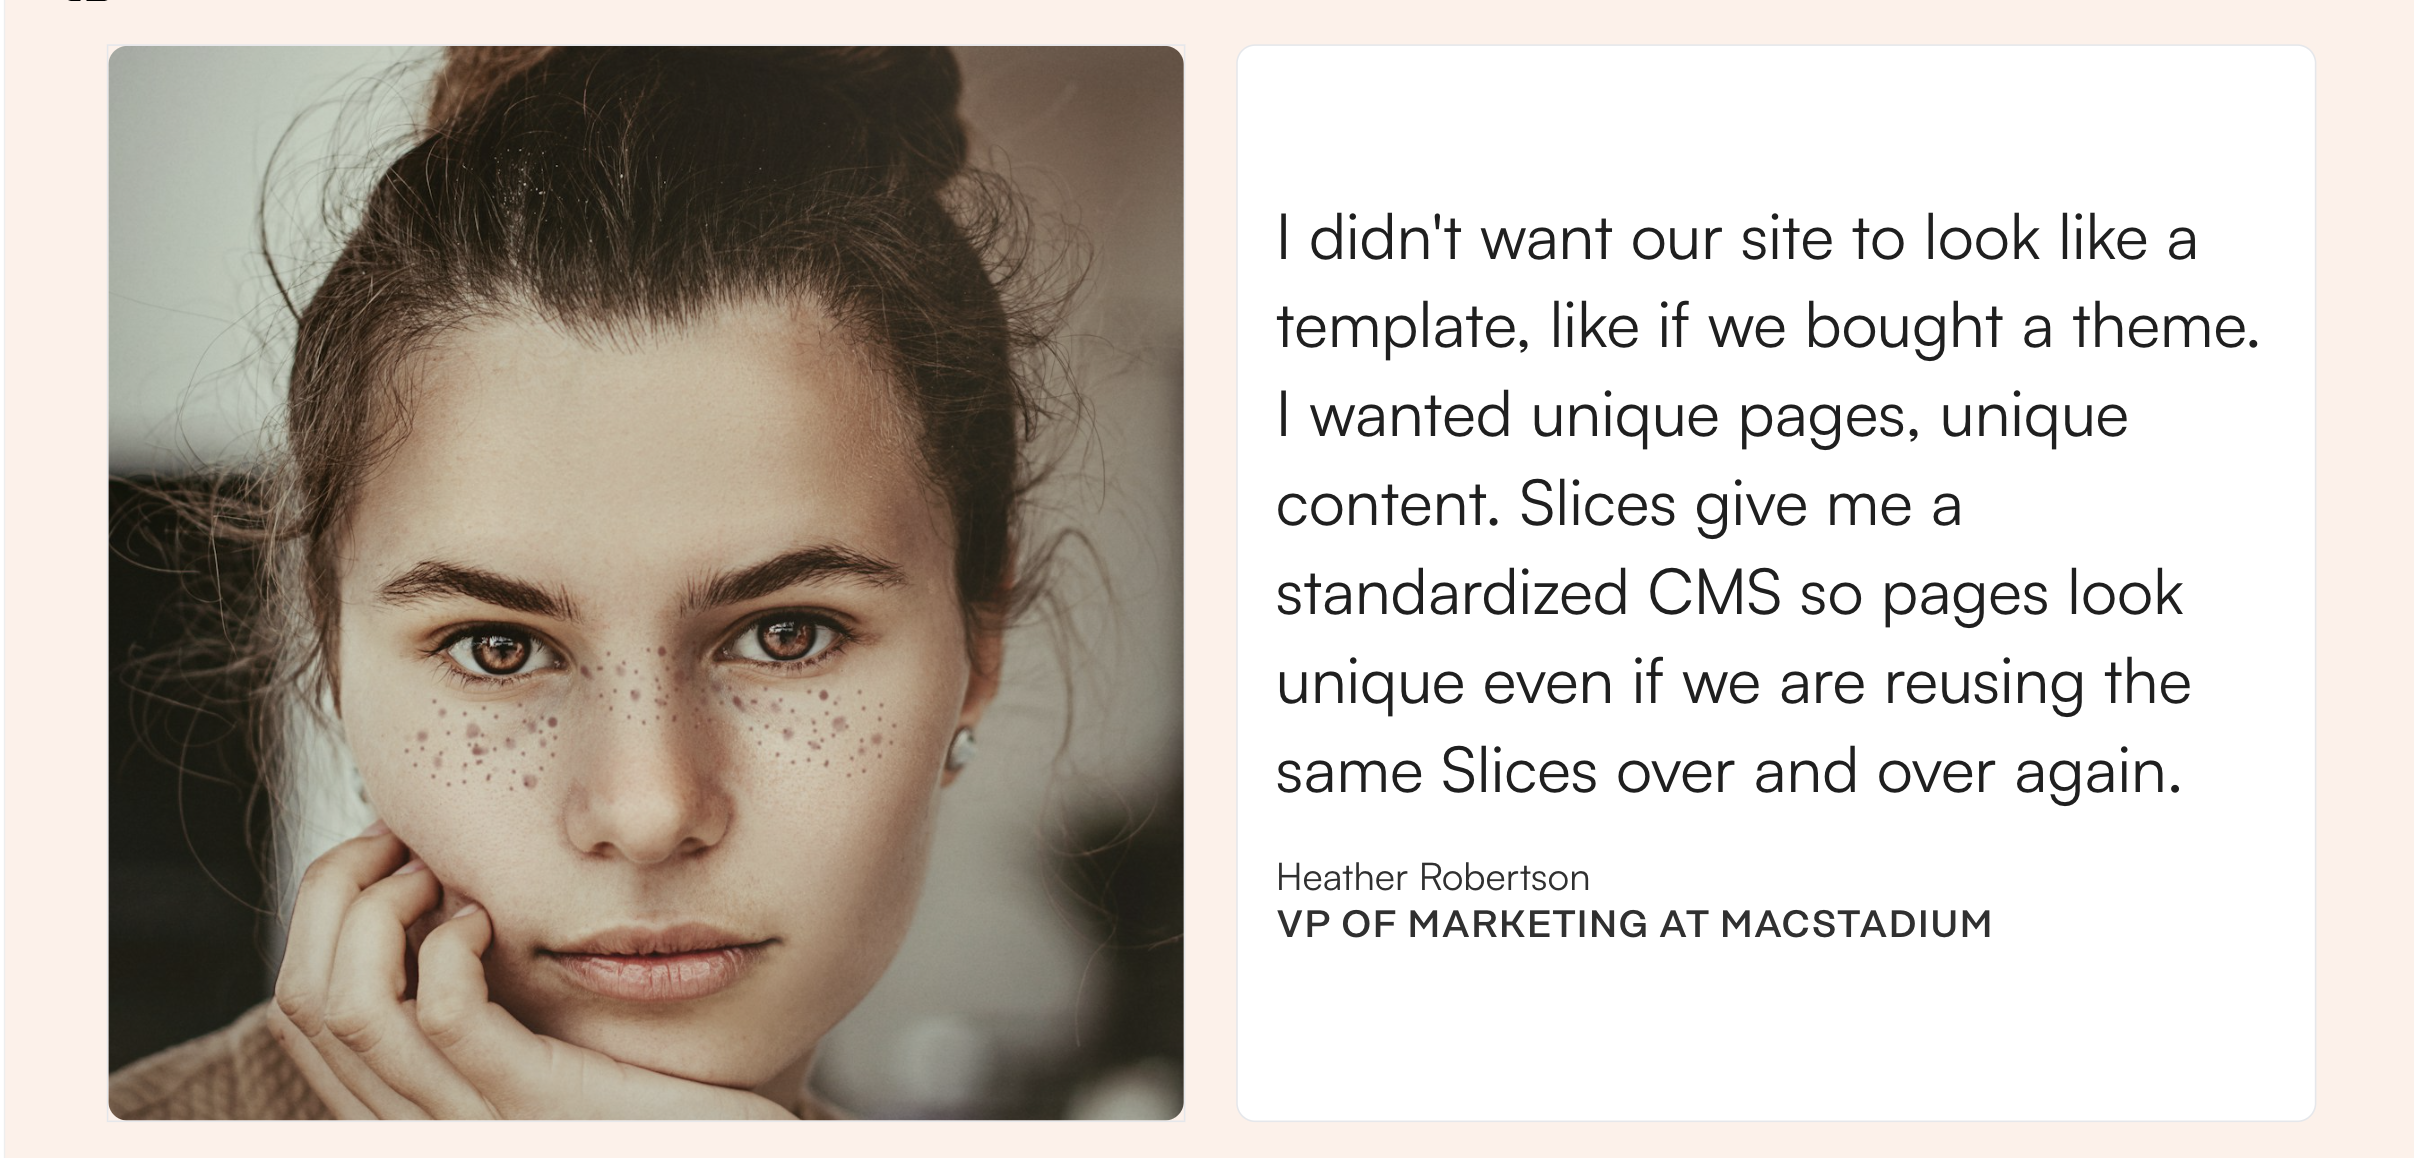 I didn't want our site to look like a
template, like if we bought a theme.
I wanted unique pages, unique
content. Slices give me a
standardized CMS so pages look
unique even if we are reusing the
same Slices over and over again.
Heather Robertson
VP OF MARKETING AT MACSTADIUM